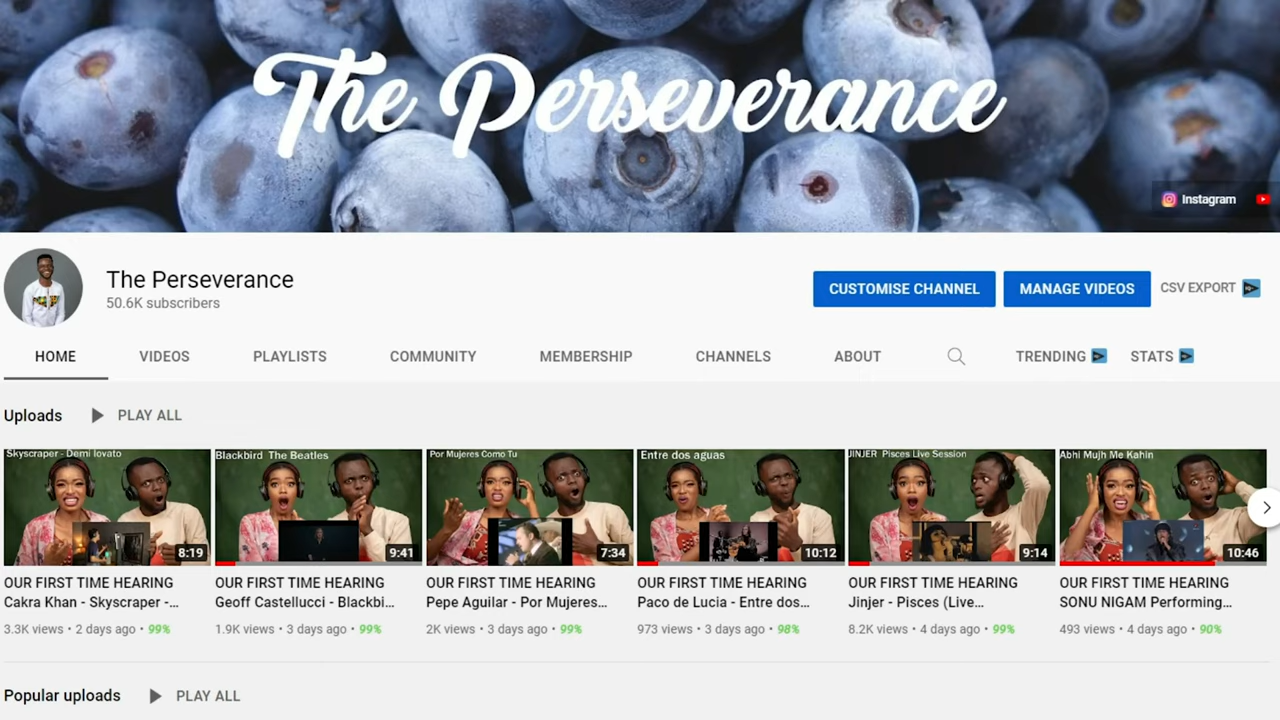 The Perseverance
Instagram
The Perseverance
50.6K subscribers
CUSTOMISE CHANNEL
MANAGE VIDEOS
CSV EXPORT
HOME
VIDEOS
PLAYLISTS
COMMUNITY
MEMBERSHIP
CHANNELS
ABOUT
TRENDING
STATS
Uploads
PLAY ALL
Skyscraper - Demi lovato
8:19
OUR FIRST TIME HEARING
Cakra Khan - Skyscraper -...
3.3K views • 2 days ago • 99%
Blackbird The Beatles
9:41
OUR FIRST TIME HEARING
Geoff Castellucci - Blackbi...
1.9K views • 3 days ago • 99%
Por Mujeres Como Tu
7:34
OUR FIRST TIME HEARING
Pepe Aguilar - Por Mujeres...
2K views • 3 days ago • 99%
Entre dos aguas
10:12
OUR FIRST TIME HEARING
Paco de Lucia - Entre dos...
973 views • 3 days ago • 98%
JINJER Pisces Live Session
9:14
OUR FIRST TIME HEARING
Jinjer - Pisces (Live...
8.2K views • 4 days ago • 99%
Abhi Mujh Me Kahin
10:46
OUR FIRST TIME HEARING
SONU NIGAM Performing...
493 views • 4 days ago • 90%
Popular uploads
PLAY ALL